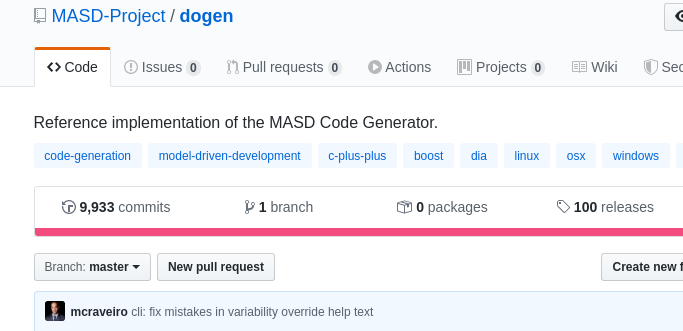 MASD-Project / dogen
Code Issues 0 Pull requests 0 Actions Projects 0 Wiki
Reference implementation of the MASD Code Generator.
code-generation model-driven-development c-plus-plus boost dia linux osx windows
9,933 commits 1 branch 0 packages 100 releases
Branch: master New pull request Create new
mcraveiro cli: fix mistakes in variability override help text